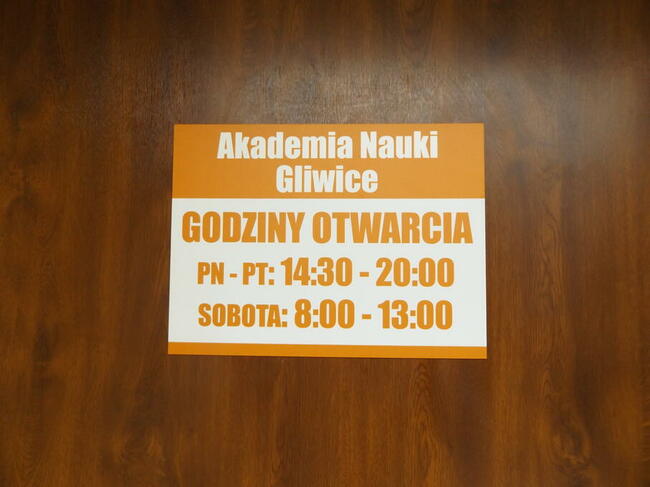 Akademia Nauki
Gliwice
GODZINY OTWARCIA
PN - PT: 14:30 - 20:00
SOBOTA: 8:00 - 13:00